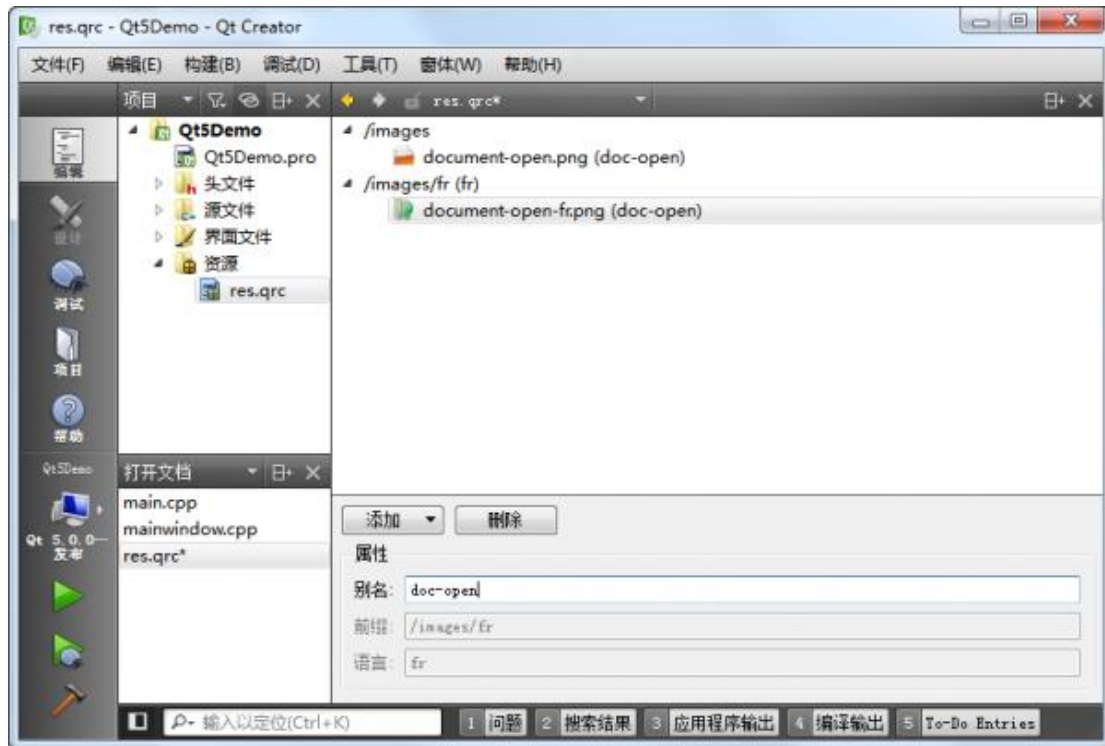 res.qrc - Qt5Demo - Qt Creator
文件(F) 编辑(E) 构建(B) 调试(D) 工具(T) 窗体(W) 帮助(H)
项目
res.qrc*
编辑
设计
调试
项目
帮助
Qt5Demo
Qt 5.0.0—
发布
Qt5Demo
Qt5Demo.pro
头文件
源文件
界面文件
资源
res.qrc
打开文档
main.cpp
mainwindow.cpp
res.qrc*
/images
document-open.png (doc-open)
/images/fr (fr)
document-open-fr.png (doc-open)
添加 删除
属性
别名: doc-open
前缀: /images/fr
语言: fr
输入以定位(Ctrl+K)
1 问题 2 搜索结果 3 应用程序输出 4 编译输出 5 To-Do Entries